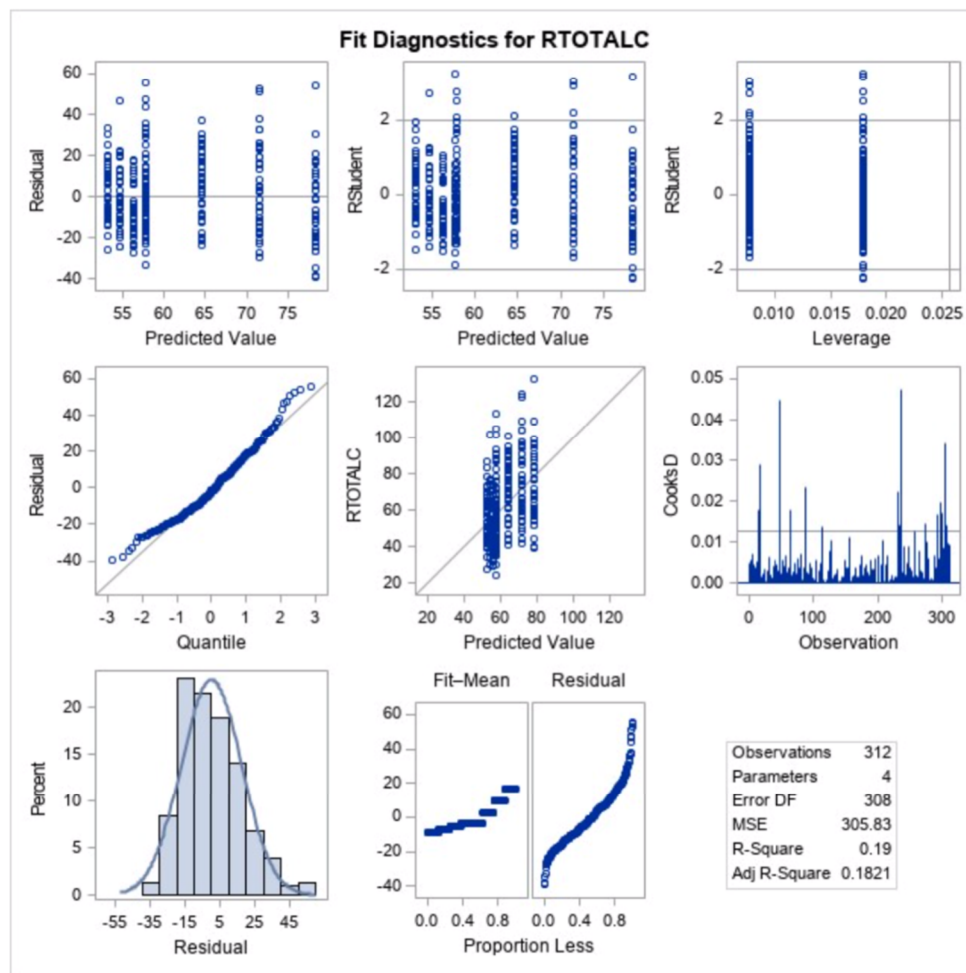 Fit Diagnostics for RTOTALC
60
40
20
0
-20
-40
Residual
55 60 65 70 75
Predicted Value
2
0
-2
RStudent
55 60 65 70 75
Predicted Value
2
0
-2
RStudent
0.010 0.015 0.020 0.025
Leverage
60
40
20
0
-20
-40
Residual
-3 -2 -1 0 1 2 3
Quantile
120
100
80
60
40
20
RTOTALC
20 40 60 80 100 120
Predicted Value
0.05
0.04
0.03
0.02
0.01
0.00
Cook's D
0 100 200 300
Observation
20
15
10
5
0
Percent
-55 -35 -15 5 25 45
Residual
Fit–Mean Residual
60
40
20
0
-20
-40
0.0 0.4 0.8 0.0 0.4 0.8
Proportion Less
Observations 312
Parameters 4
Error DF 308
MSE 305.83
R-Square 0.19
Adj R-Square 0.1821